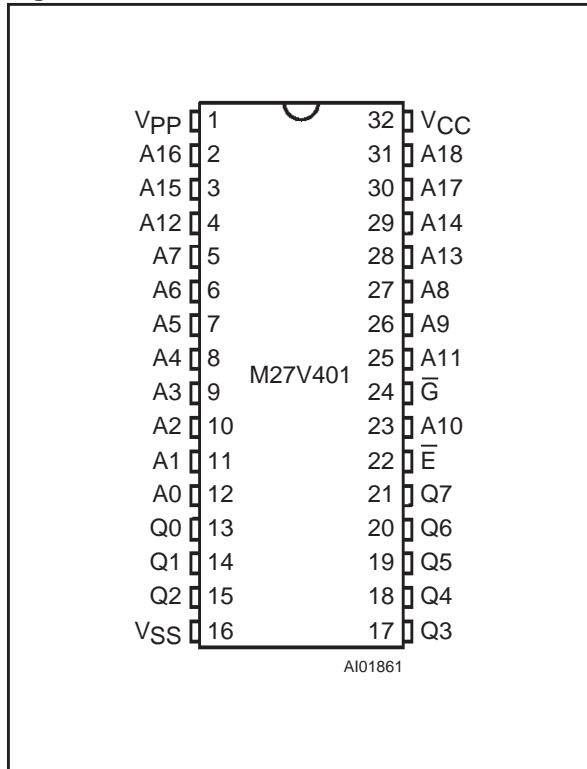 VPP 1 32 VCC
A16 2 31 A18
A15 3 30 A17
A12 4 29 A14
A7 5 28 A13
A6 6 27 A8
A5 7 26 A9
A4 8 25 A11
M27V401
A3 9 24 G̅
A2 10 23 A10
A1 11 22 E̅
A0 12 21 Q7
Q0 13 20 Q6
Q1 14 19 Q5
Q2 15 18 Q4
VSS 16 17 Q3
AI01861